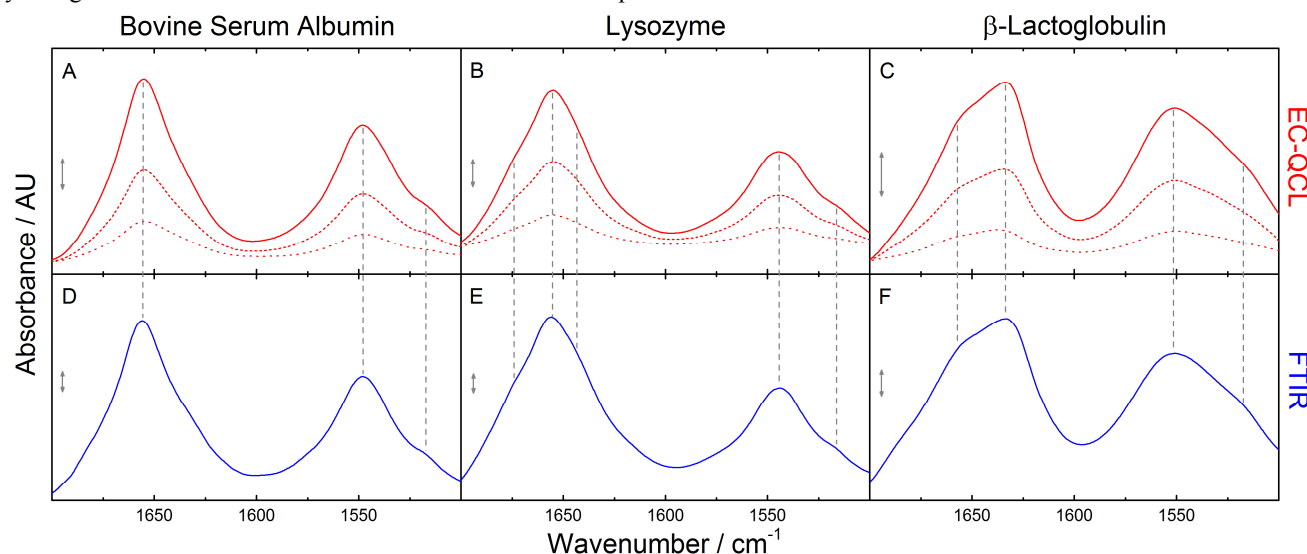 Bovine Serum Albumin
Lysozyme
β-Lactoglobulin
A
B
C
EC-QCL
Absorbance / AU
D
E
F
FTIR
1650 1600 1550 1650 1600 1550 1650 1600 1550
Wavenumber / cm⁻¹